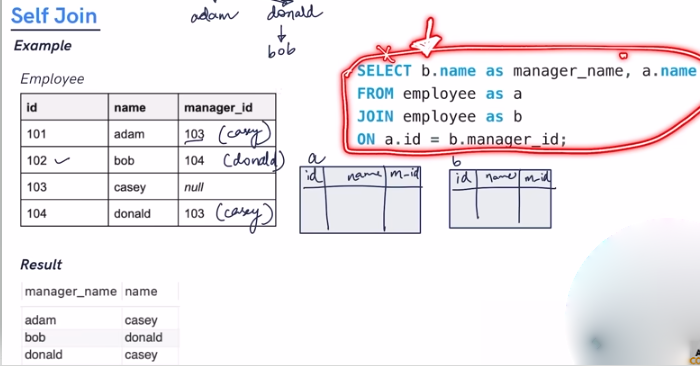 Self Join
adam donald
bob
Example
Employee
id name manager_id
101 adam 103 (casey)
102 bob 104 (donald)
103 casey null
104 donald 103 (casey)
SELECT b.name as manager_name, a.name
FROM employee as a
JOIN employee as b
ON a.id = b.manager_id;
a
id name m-id
b
id name m-id
Result
manager_name name
adam casey
bob donald
donald casey